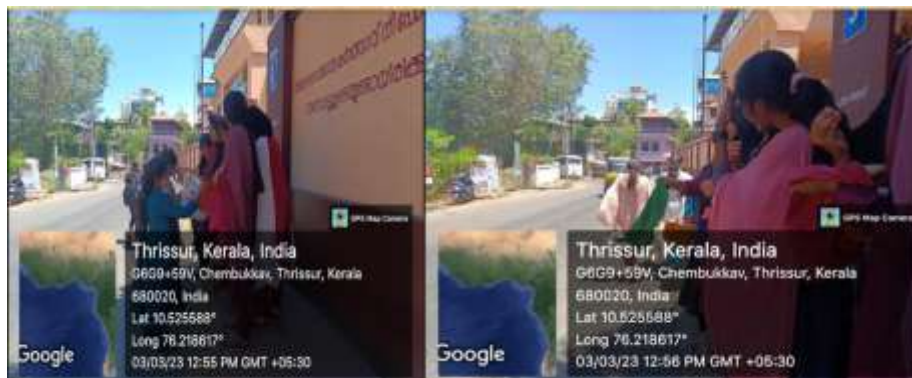 GPS Map Camera
Thrissur, Kerala, India
G6G9+59V, Chembukkav, Thrissur, Kerala
680020, India
Lat 10.525588°
Long 76.218617°
03/03/23 12:55 PM GMT +05:30
Google
GPS Map Camera
Thrissur, Kerala, India
G6G9+59V, Chembukkav, Thrissur, Kerala
680020, India
Lat 10.525588°
Long 76.218617°
03/03/23 12:56 PM GMT +05:30
Google